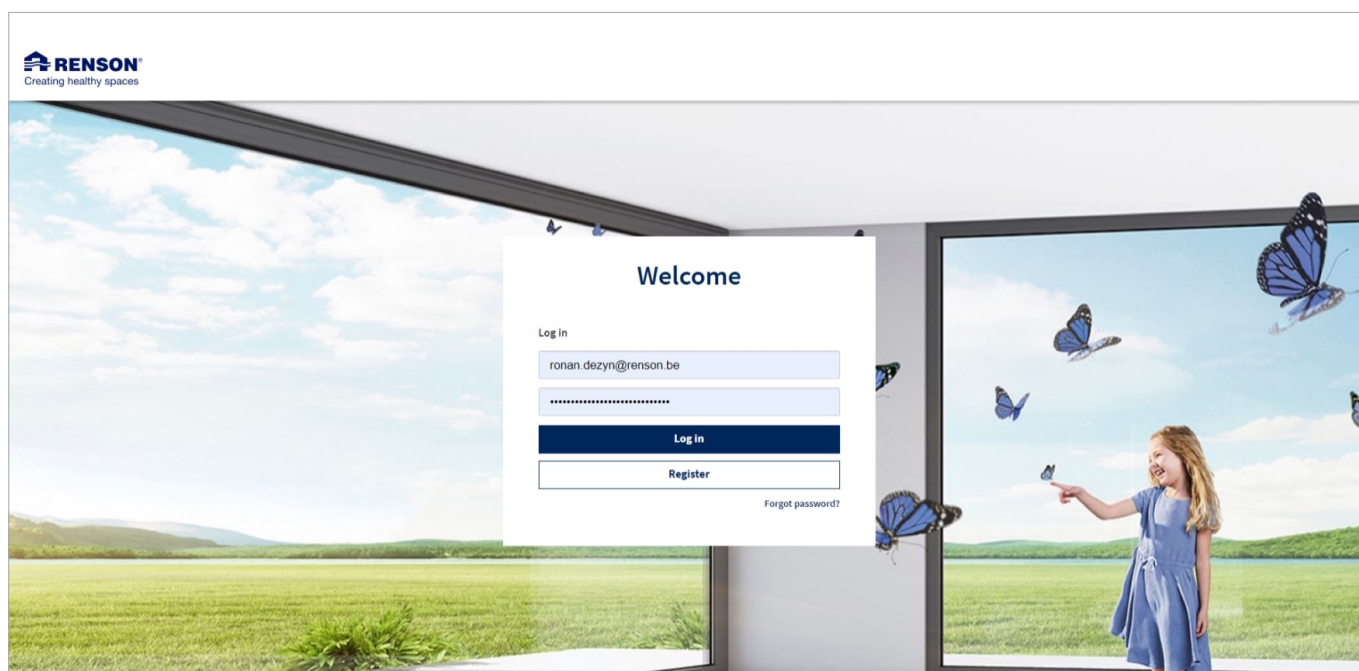 RENSON®
Creating healthy spaces
Welcome
Log in
ronan.dezyn@renson.be
••••••••••••••••••••••••••••••
Log in
Register
Forgot password?